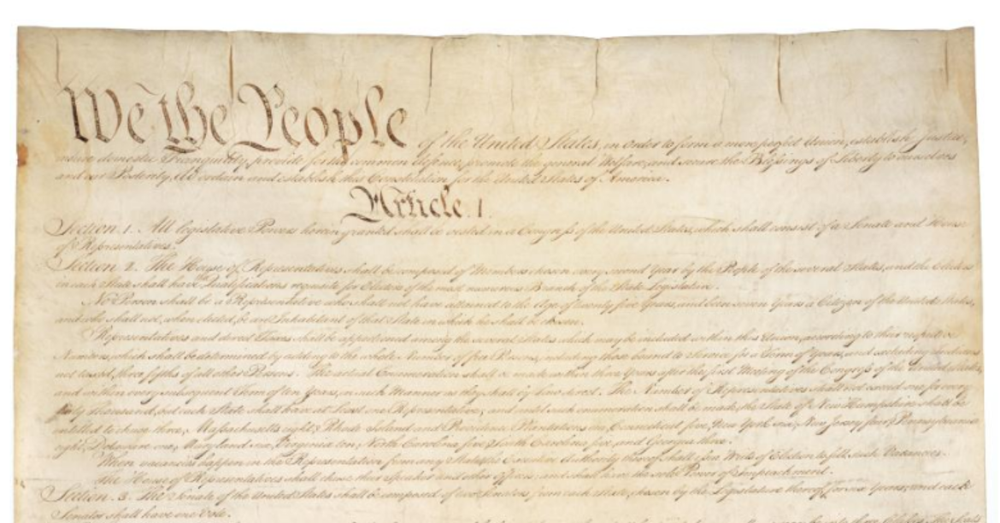 We the People of the United States, in Order to form a more perfect Union, establish Justice,
insure domestic Tranquility, provide for the common defence, promote the general Welfare, and secure the Blessings of Liberty to ourselves
and our Posterity, do ordain and establish this Constitution for the United States of America.
Article. I.
Section. 1. All legislative Powers herein granted shall be vested in a Congress of the United States, which shall consist of a Senate and House
of Representatives.
Section. 2. The House of Representatives shall be composed of Members chosen every second Year by the People of the several States, and the Electors
in each State shall have the Qualifications requisite for Electors of the most numerous Branch of the State Legislature.
No Person shall be a Representative who shall not have attained to the Age of twenty five Years, and been seven Years a Citizen of the United States,
and who shall not, when elected, be an Inhabitant of that State in which he shall be chosen.
Representatives and direct Taxes shall be apportioned among the several States which may be included within this Union, according to their respective
Numbers, which shall be determined by adding to the whole Number of free Persons, including those bound to Service for a Term of Years, and excluding Indians
not taxed, three fifths of all other Persons. The actual Enumeration shall be made within three Years after the first Meeting of the Congress of the United States,
and within every subsequent Term of ten Years, in such Manner as they shall by Law direct. The Number of Representatives shall not exceed one for every
thirty Thousand, but each State shall have at Least one Representative; and until such enumeration shall be made, the State of New Hampshire shall be
entitled to chuse three, Massachusetts eight, Rhode-Island and Providence Plantations one, Connecticut five, New-York six, New Jersey four, Pennsylvania
eight, Delaware one, Maryland six, Virginia ten, North Carolina five, South Carolina five, and Georgia three.
When vacancies happen in the Representation from any State, the Executive Authority thereof shall issue Writs of Election to fill such Vacancies.
The House of Representatives shall chuse their Speaker and other Officers; and shall have the sole Power of Impeachment.
Section. 3. The Senate of the United States shall be composed of two Senators from each State, chosen by the Legislature thereof, for six Years; and each
Senator shall have one Vote.